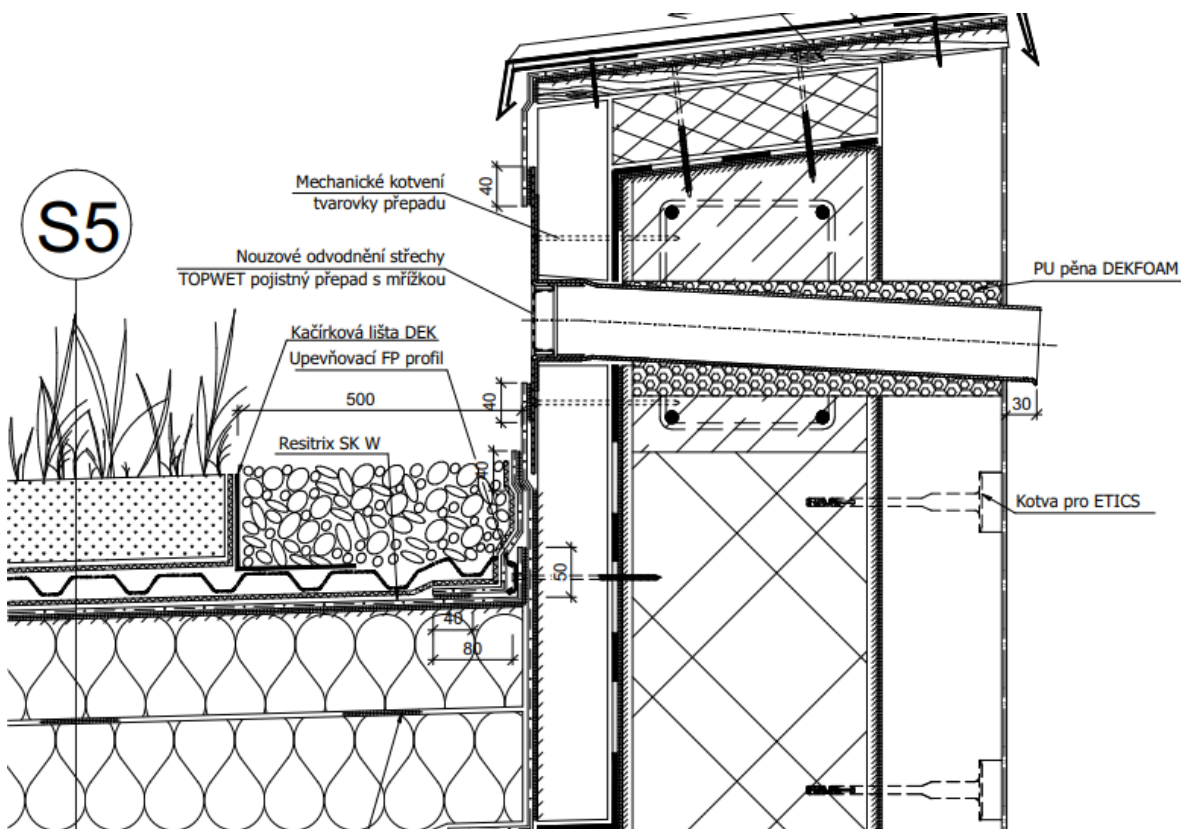 40
Mechanické kotvení
tvarovky přepadu
S5
Nouzové odvodnění střechy
TOPWET pojistný přepad s mřížkou
PU pěna DEKFOAM
Kačírková lišta DEK
Upevňovací FP profil
500
40
30
Resitrix SK W
40
Kotva pro ETICS
50
40
80